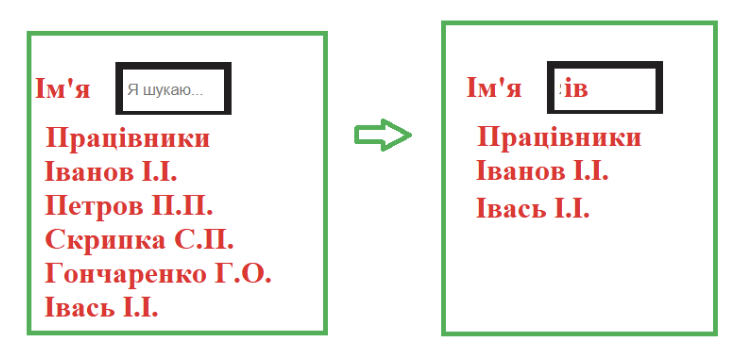 Ім'я Я шукаю...
Працівники
Іванов І.І.
Петров П.П.
Скрипка С.П.
Гончаренко Г.О.
Івась І.І.
Ім'я ів
Працівники
Іванов І.І.
Івась І.І.